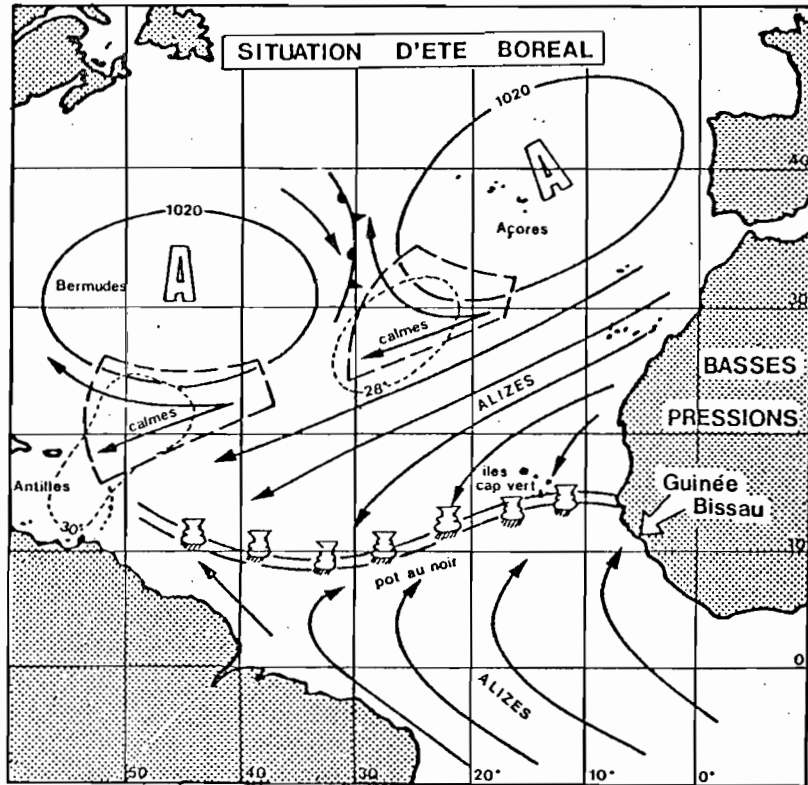 SITUATION D'ETE BOREAL
1020
A
40
Açores
1020
A
Bermudes
30
calmes
28°
BASSES
ALIZES
calmes
PRESSIONS
Antilles
iles
cap vert
Guinée
Bissau
30°
10
pot au noir
0
ALIZES
50
40
30
20°
10°
0°